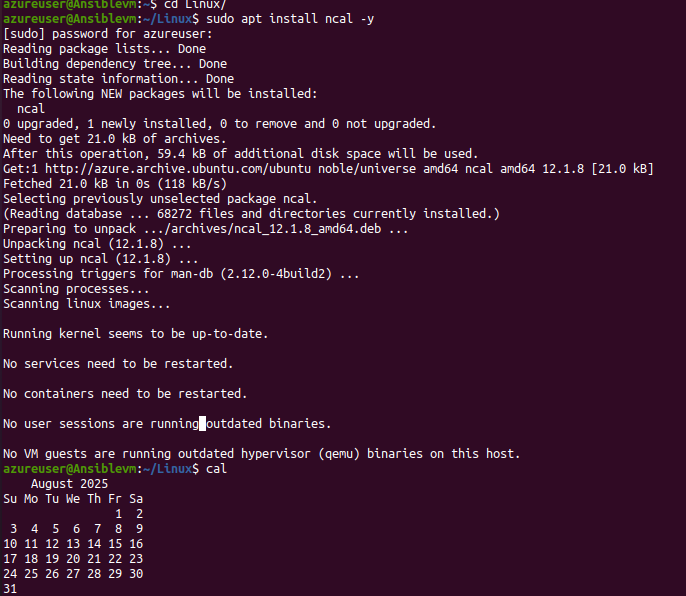 azureuser@Ansiblevm:~$ cd Linux/
azureuser@Ansiblevm:~/Linux$ sudo apt install ncal -y
[sudo] password for azureuser:
Reading package lists... Done
Building dependency tree... Done
Reading state information... Done
The following NEW packages will be installed:
  ncal
0 upgraded, 1 newly installed, 0 to remove and 0 not upgraded.
Need to get 21.0 kB of archives.
After this operation, 59.4 kB of additional disk space will be used.
Get:1 http://azure.archive.ubuntu.com/ubuntu noble/universe amd64 ncal amd64 12.1.8 [21.0 kB]
Fetched 21.0 kB in 0s (118 kB/s)
Selecting previously unselected package ncal.
(Reading database ... 68272 files and directories currently installed.)
Preparing to unpack .../archives/ncal_12.1.8_amd64.deb ...
Unpacking ncal (12.1.8) ...
Setting up ncal (12.1.8) ...
Processing triggers for man-db (2.12.0-4build2) ...
Scanning processes...
Scanning linux images...

Running kernel seems to be up-to-date.

No services need to be restarted.

No containers need to be restarted.

No user sessions are running outdated binaries.

No VM guests are running outdated hypervisor (qemu) binaries on this host.
azureuser@Ansiblevm:~/Linux$ cal
    August 2025
Su Mo Tu We Th Fr Sa
                1  2
 3  4  5  6  7  8  9
10 11 12 13 14 15 16
17 18 19 20 21 22 23
24 25 26 27 28 29 30
31